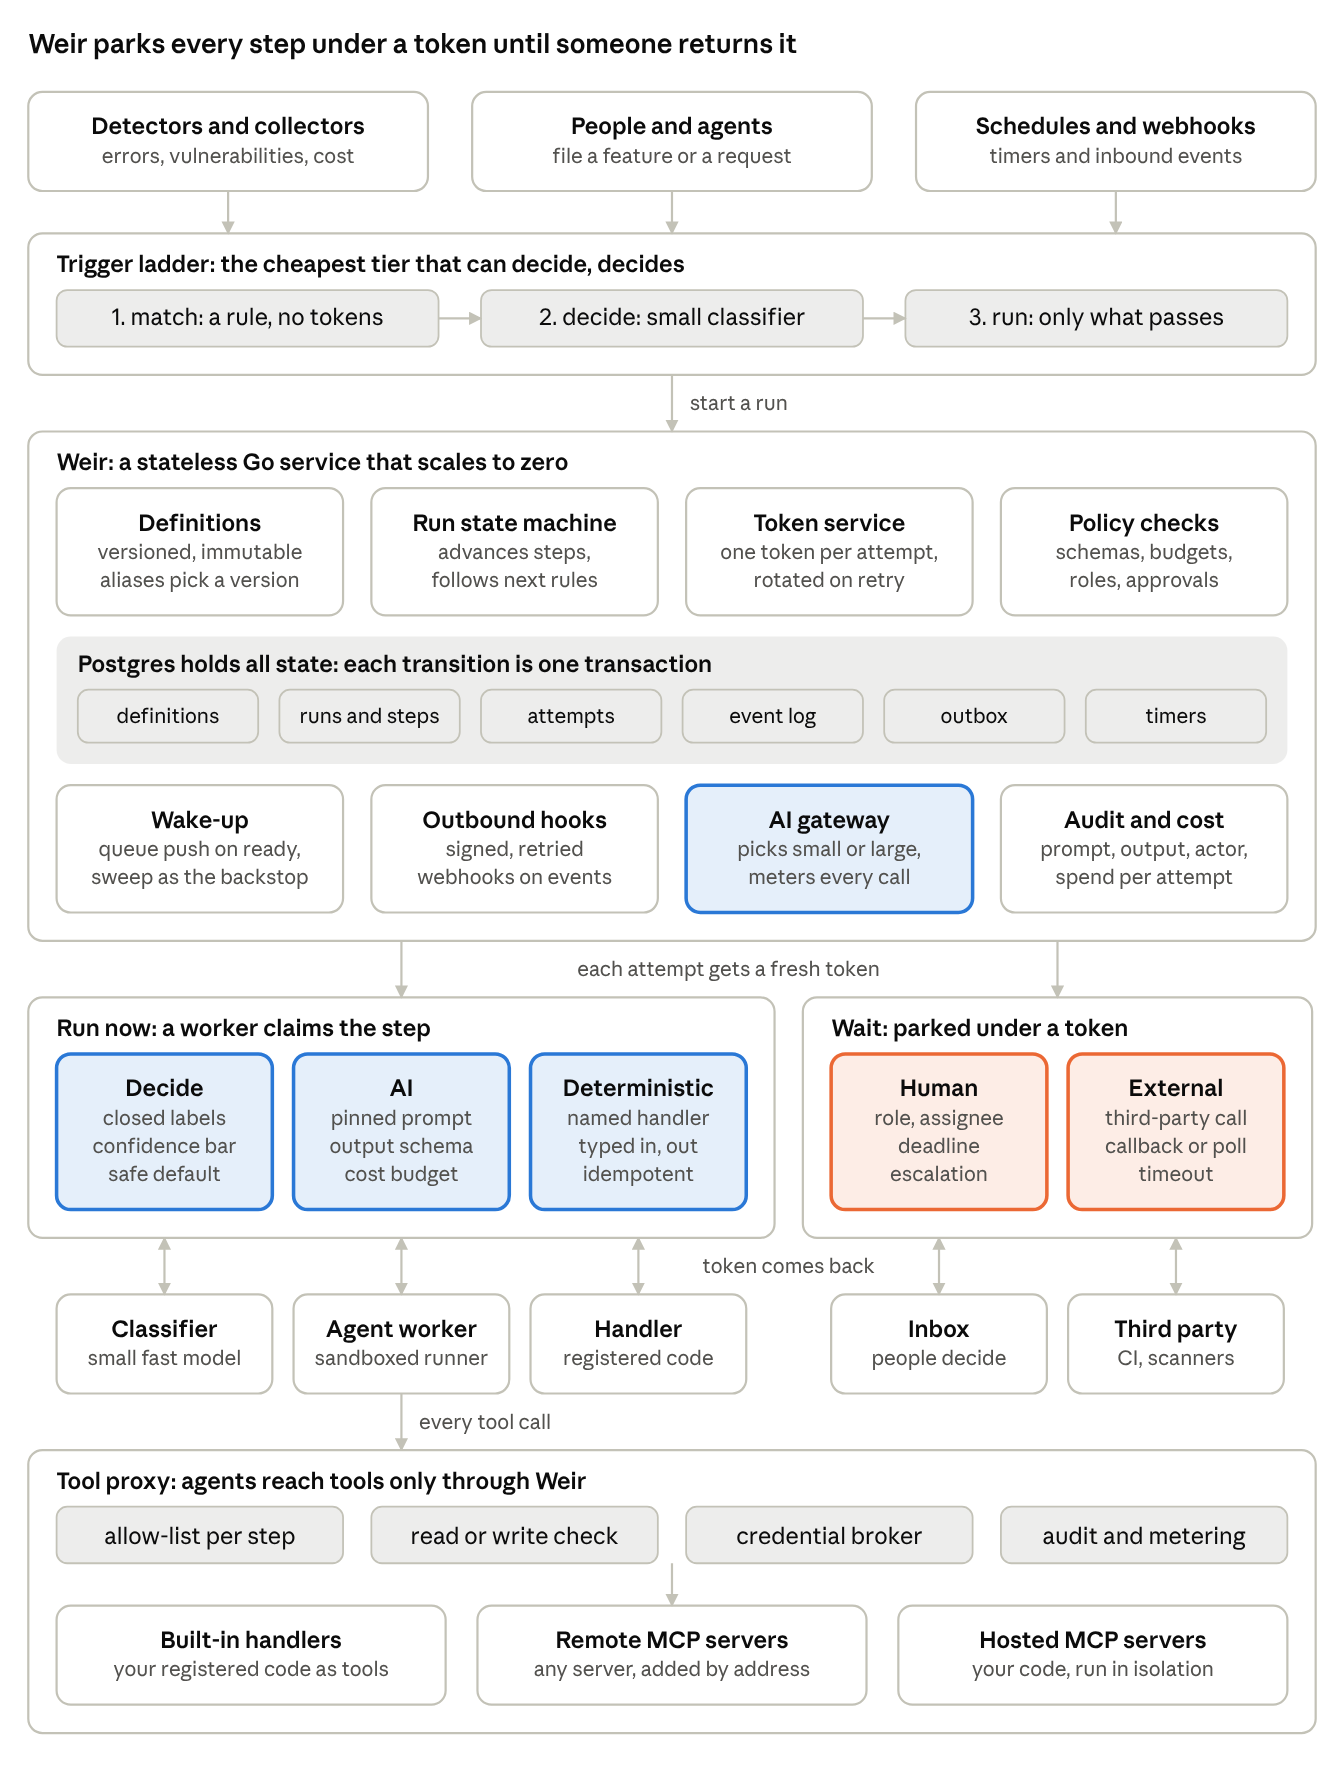 Weir parks every step under a token until someone returns it
Detectors and collectors
errors, vulnerabilities, cost
People and agents
file a feature or a request
Schedules and webhooks
timers and inbound events
Trigger ladder: the cheapest tier that can decide, decides
1. match: a rule, no tokens
2. decide: small classifier
3. run: only what passes
start a run
Weir: a stateless Go service that scales to zero
Definitions
versioned, immutable
aliases pick a version
Run state machine
advances steps,
follows next rules
Token service
one token per attempt,
rotated on retry
Policy checks
schemas, budgets,
roles, approvals
Postgres holds all state: each transition is one transaction
definitions
runs and steps
attempts
event log
outbox
timers
Wake-up
queue push on ready,
sweep as the backstop
Outbound hooks
signed, retried
webhooks on events
AI gateway
picks small or large,
meters every call
Audit and cost
prompt, output, actor,
spend per attempt
each attempt gets a fresh token
Run now: a worker claims the step
Decide
closed labels
confidence bar
safe default
AI
pinned prompt
output schema
cost budget
Deterministic
named handler
typed in, out
idempotent
Wait: parked under a token
Human
role, assignee
deadline
escalation
External
third-party call
callback or poll
timeout
token comes back
Classifier
small fast model
Agent worker
sandboxed runner
Handler
registered code
Inbox
people decide
Third party
CI, scanners
every tool call
Tool proxy: agents reach tools only through Weir
allow-list per step
read or write check
credential broker
audit and metering
Built-in handlers
your registered code as tools
Remote MCP servers
any server, added by address
Hosted MCP servers
your code, run in isolation